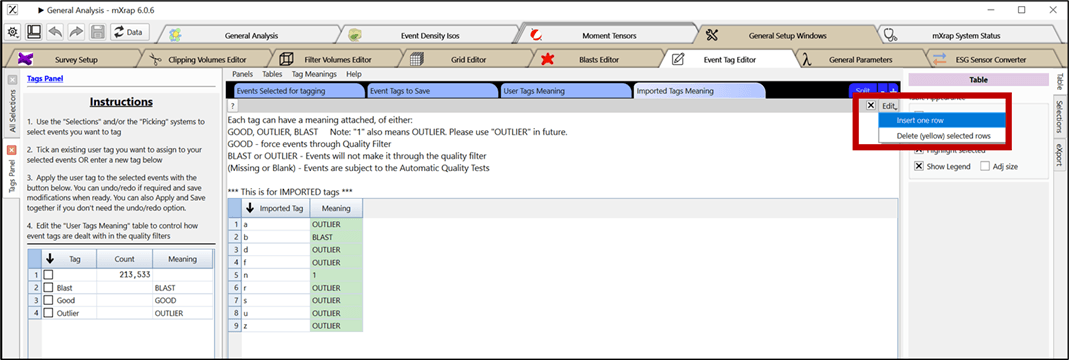 General Analysis ▶ General Analysis - mXrap 6.0.6
Data
General Analysis
Event Density Isos
Moment Tensors
General Setup Windows
mXrap System Status
Survey Setup
Clipping Volumes Editor
Filter Volumes Editor
Grid Editor
Blasts Editor
Event Tag Editor
General Parameters
ESG Sensor Converter
All Selections
Tags Panel
Tags Panel
Instructions
1. Use the "Selections" and/or the "Picking" systems to
select events you want to tag
2. Tick an existing user tag you want to assign to your
selected events OR enter a new tag below
3. Apply the user tag to the selected events with the
button below. You can undo/redo if required and save
modifications when ready. You can also Apply and Save
together if you don't need the undo/redo option.
4. Edit the "User Tags Meaning" table to control how
event tags are dealt with in the quality filters
Tag Count Meaning
1 213,533
2 Blast BLAST
3 Good GOOD
4 Outlier OUTLIER
Panels Tables Tag Meanings Help
Events Selected for tagging
Event Tags to Save
User Tags Meaning
Imported Tags Meaning
Split - +
?
Edit
Insert one row
Delete (yellow) selected rows
Each tag can have a meaning attached, of either:
GOOD, OUTLIER, BLAST Note: "1" also means OUTLIER. Please use "OUTLIER" in future.
GOOD - force events through Quality Filter
BLAST or OUTLIER - Events will not make it through the quality filter
(Missing or Blank) - Events are subject to the Automatic Quality Tests
*** This is for IMPORTED tags ***
Imported Tag Meaning
1 a OUTLIER
2 b BLAST
3 d OUTLIER
4 f OUTLIER
5 n 1
6 r OUTLIER
7 s OUTLIER
8 u OUTLIER
9 z OUTLIER
Table
Table Appearance
Highlight selected
Show Legend Adj size
Table
Selections
eXport